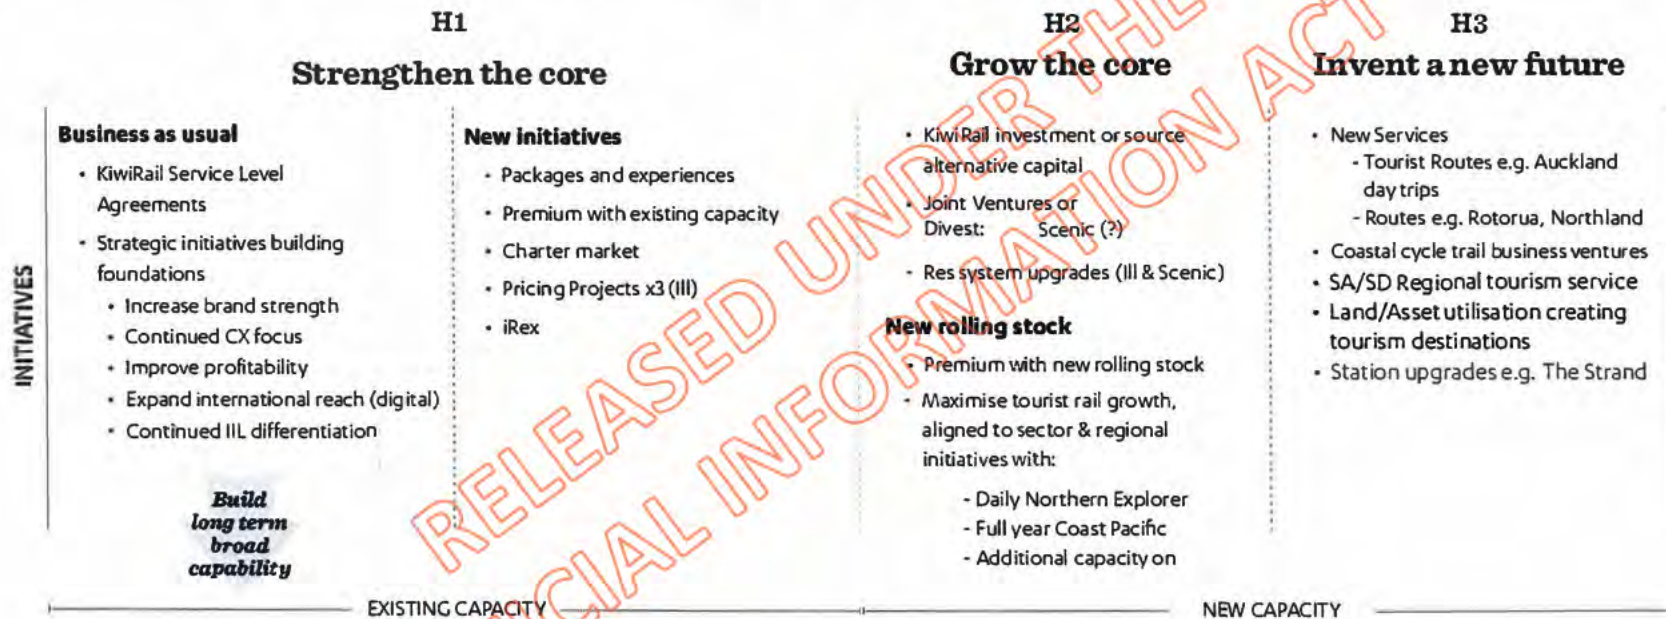 H1
Strengthen the core
INITIATIVES
Business as usual
• KiwiRail Service Level
Agreements
• Strategic initiatives building
foundations
• Increase brand strength
• Continued CX focus
• Improve profitability
• Expand international reach (digital)
• Continued IIL differentiation
Build
long term
broad
capability
New initiatives
• Packages and experiences
• Premium with existing capacity
• Charter market
• Pricing Projects x3 (Ill)
• iRex
H2
Grow the core
• KiwiRail investment or source
alternative capital
• Joint Ventures or
Divest: Scenic (?)
• Res system upgrades (Ill & Scenic)
New rolling stock
• Premium with new rolling stock
• Maximise tourist rail growth,
aligned to sector & regional
initiatives with:
- Daily Northern Explorer
- Full year Coast Pacific
- Additional capacity on
H3
Invent a new future
• New Services
- Tourist Routes e.g. Auckland
day trips
- Routes e.g. Rotorua, Northland
• Coastal cycle trail business ventures
• SA/SD Regional tourism service
• Land/Asset utilisation creating
tourism destinations
• Station upgrades e.g. The Strand
EXISTING CAPACITY
NEW CAPACITY
RELEASED UNDER THE
INFORMATION ACT